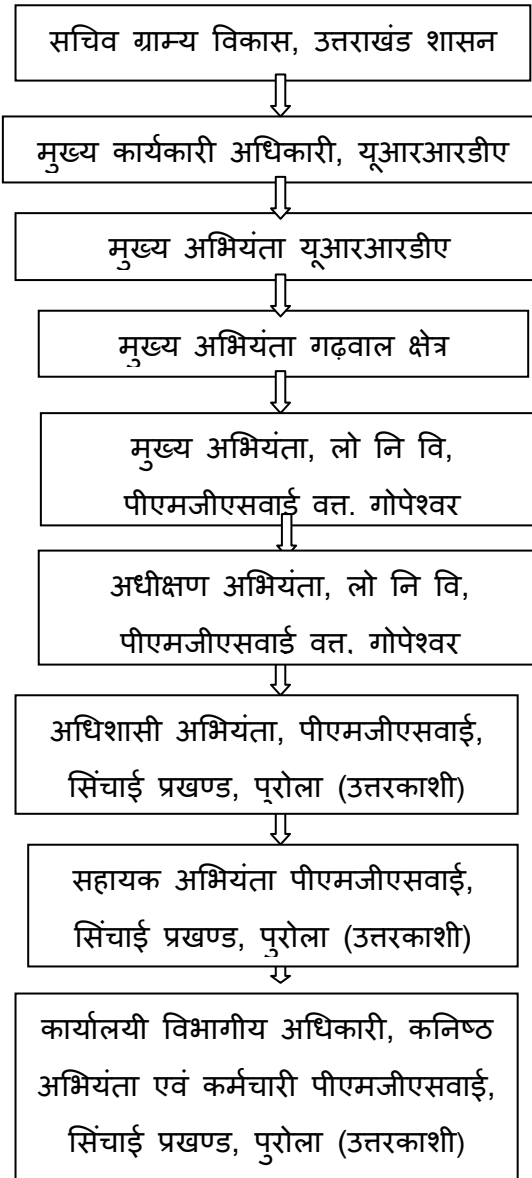 सचिव ग्राम्य विकास, उत्तराखंड शासन
मुख्य कार्यकारी अधिकारी, यूआरआरडीए
मुख्य अभियंता यूआरआरडीए
मुख्य अभियंता गढ़वाल क्षेत्र
मुख्य अभियंता, लो नि वि,
पीएमजीएसवाई वत्त. गोपेश्वर
अधीक्षण अभियंता, लो नि वि,
पीएमजीएसवाई वत्त. गोपेश्वर
अधिशासी अभियंता, पीएमजीएसवाई,
सिंचाई प्रखण्ड, पुरोला (उत्तरकाशी)
सहायक अभियंता पीएमजीएसवाई,
सिंचाई प्रखण्ड, पुरोला (उत्तरकाशी)
कार्यालयी विभागीय अधिकारी, कनिष्ठ
अभियंता एवं कर्मचारी पीएमजीएसवाई,
सिंचाई प्रखण्ड, पुरोला (उत्तरकाशी)